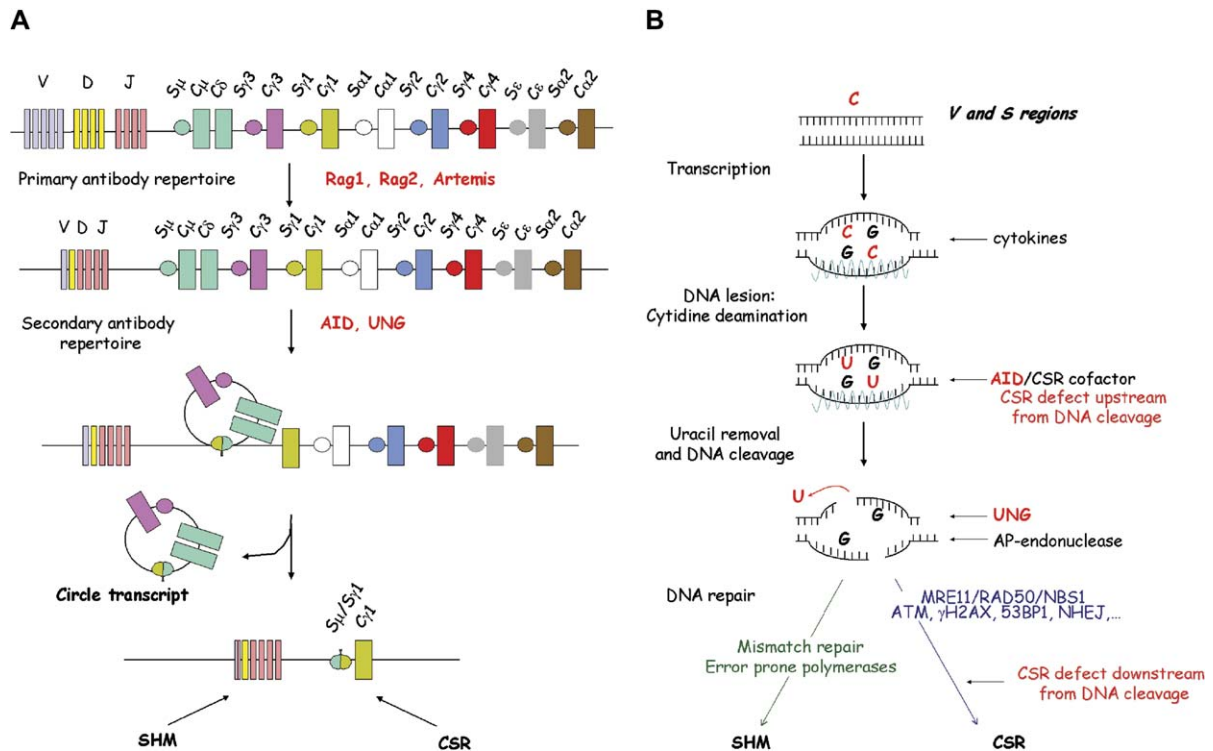 A
V D J Sμ Cμ Cδ Sγ3 Cγ3 Sγ1 Cγ1 Sα1 Cα1 Sγ2 Cγ2 Sγ4 Cγ4 Sε Cε Sα2 Cα2
Primary antibody repertoire
Rag1, Rag2, Artemis
V D J Sμ Cμ Cδ Sγ3 Cγ3 Sγ1 Cγ1 Sα1 Cα1 Sγ2 Cγ2 Sγ4 Cγ4 Sε Cε Sα2 Cα2
Secondary antibody
repertoire
AID, UNG
Circle transcript
Sμ/Sγ1
Cγ1
SHM
CSR
B
C
V and S regions
Transcription
C G
G C
cytokines
DNA lesion:
Cytidine deamination
U G
G U
AID/CSR cofactor
CSR defect upstream
from DNA cleavage
Uracil removal
and DNA cleavage
U
G
G
UNG
AP-endonuclease
DNA repair
MRE11/RAD50/NBS1
ATM, γH2AX, 53BP1, NHEJ,...
Mismatch repair
Error prone polymerases
CSR defect downstream
from DNA cleavage
SHM
CSR